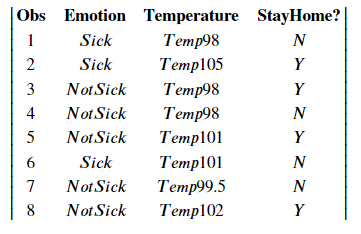 Obs Emotion Temperature StayHome?
1 Sick Temp98 N
2 Sick Temp105 Y
3 NotSick Temp98 Y
4 NotSick Temp98 N
5 NotSick Temp101 Y
6 Sick Temp101 N
7 NotSick Temp99.5 N
8 NotSick Temp102 Y